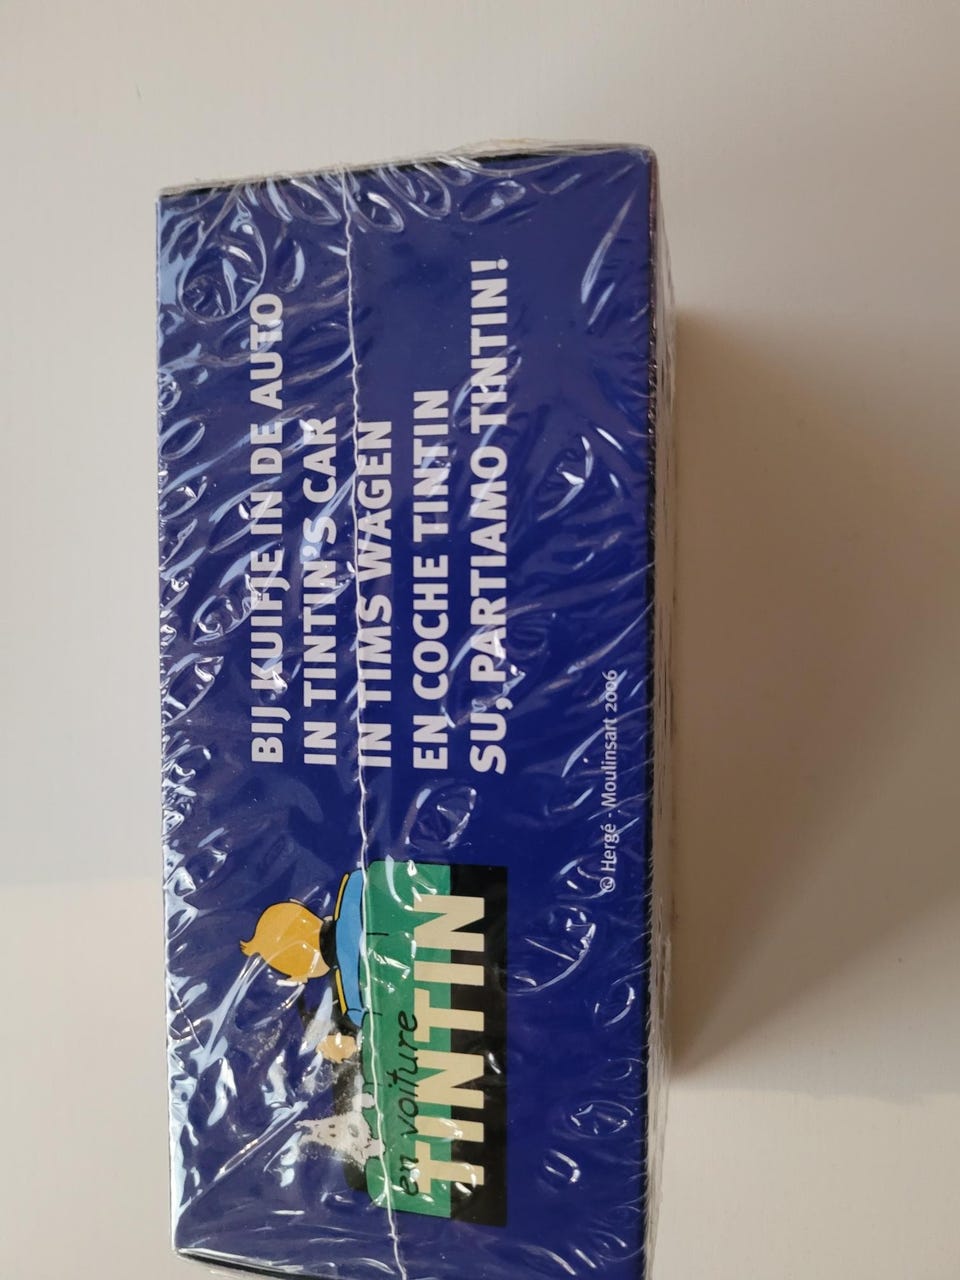 BIJ KUIFJE IN DE AUTO
IN TINTIN'S CAR
IN TIMS WAGEN
EN COCHE TINTIN
SU, PARTIAMO TINTIN!
en voiture
TINTIN
© Hergé - Moulinsart 2006